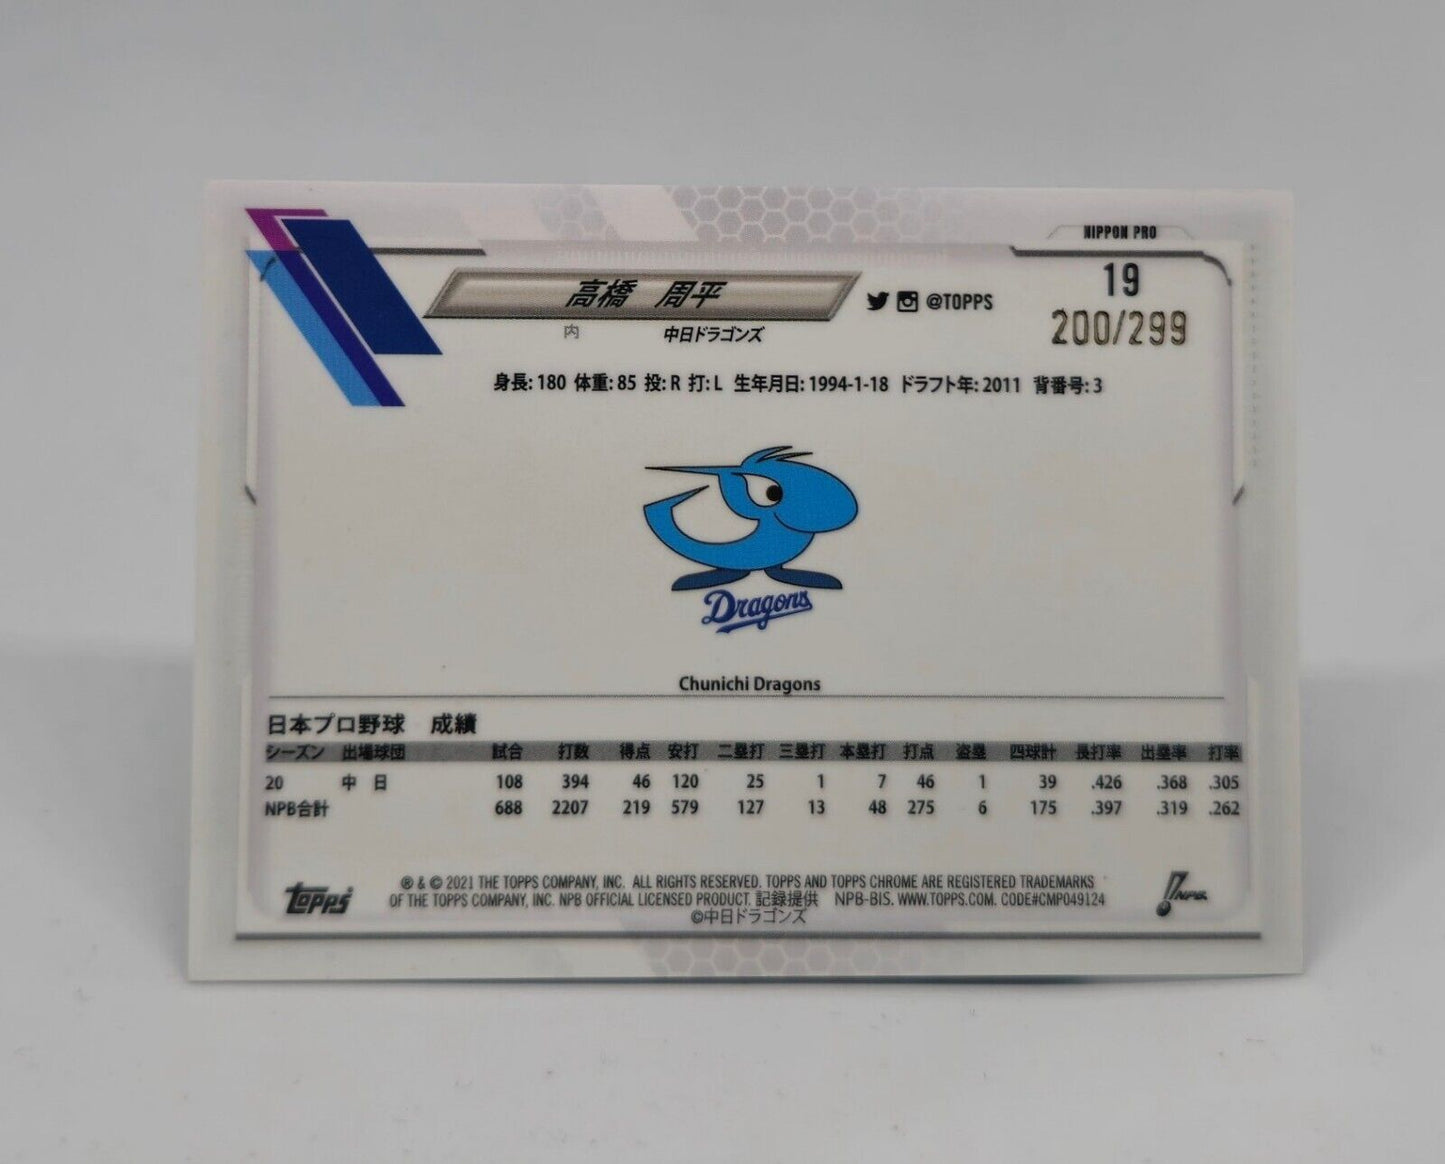 NIPPON PRO
19
高橋 周平
@TOPPS
200/299
内 中日ドラゴンズ
身長: 180 体重: 85 投: R 打: L 生年月日: 1994-1-18 ドラフト年: 2011 背番号: 3
Dragons
Chunichi Dragons
日本プロ野球 成績
シーズン 出場球団 試合 打数 得点 安打 二塁打 三塁打 本塁打 打点 盗塁 四球計 長打率 出塁率 打率
20 中 日 108 394 46 120 25 1 7 46 1 39 .426 .368 .305
NPB合計 688 2207 219 579 127 13 48 275 6 175 .397 .319 .262
® & © 2021 THE TOPPS COMPANY, INC. ALL RIGHTS RESERVED. TOPPS AND TOPPS CHROME ARE REGISTERED TRADEMARKS
OF THE TOPPS COMPANY, INC. NPB OFFICIAL LICENSED PRODUCT. 記録提供 NPB-BIS. WWW.TOPPS.COM. CODE#CMP049124
©中日ドラゴンズ
topps
NPB